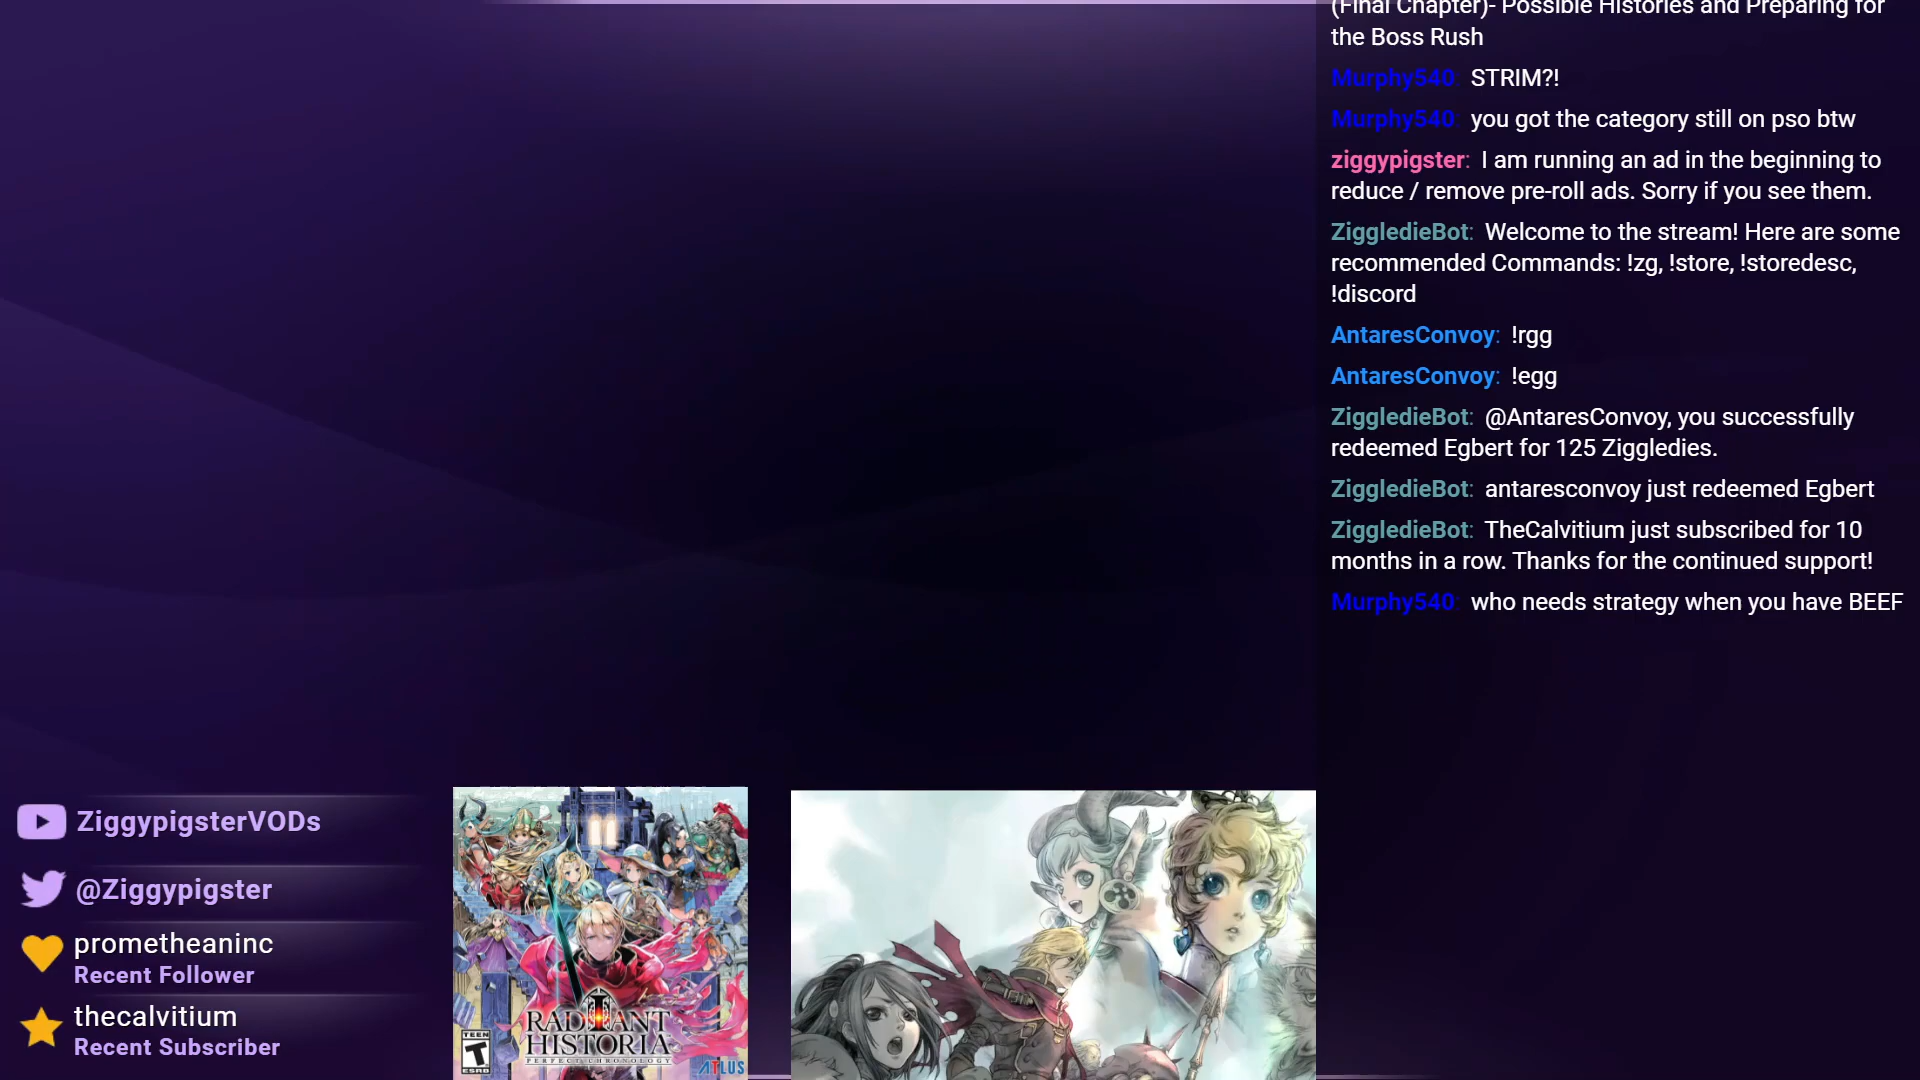 (Final Chapter)- Possible Histories and Preparing for
the Boss Rush
Murphy540: STRIM?!
Murphy540: you got the category still on pso btw
ziggypigster: I am running an ad in the beginning to
reduce / remove pre-roll ads. Sorry if you see them.
ZiggledieBot: Welcome to the stream! Here are some
recommended Commands: !zg, !store, !storedesc,
!discord
AntaresConvoy: !rgg
AntaresConvoy: !egg
ZiggledieBot: @AntaresConvoy, you successfully
redeemed Egbert for 125 Ziggledies.
ZiggledieBot: antaresconvoy just redeemed Egbert
ZiggledieBot: TheCalvitium just subscribed for 10
months in a row. Thanks for the continued support!
Murphy540: who needs strategy when you have BEEF
ZiggypigsterVODs
@Ziggypigster
prometheaninc
Recent Follower
thecalvitium
Recent Subscriber
RADIANT
HISTORIA
PERFECT CHRONOLOGY
TEEN
T
ESRB
ATLUS